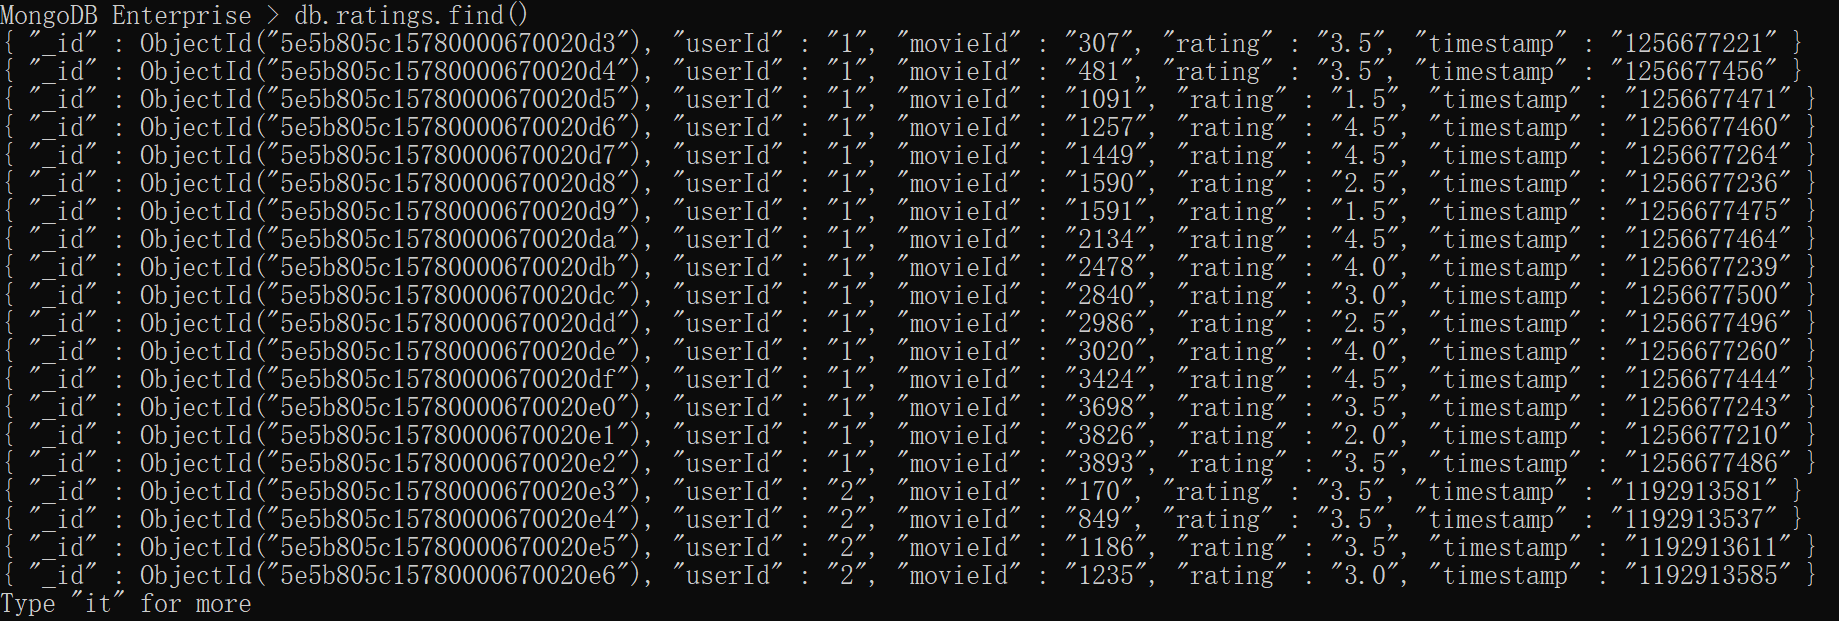 MongoDB Enterprise > db.ratings.find()
{ "_id" : ObjectId("5e5b805c15780000670020d3"), "userId" : "1", "movieId" : "307", "rating" : "3.5", "timestamp" : "1256677221" }
{ "_id" : ObjectId("5e5b805c15780000670020d4"), "userId" : "1", "movieId" : "481", "rating" : "3.5", "timestamp" : "1256677456" }
{ "_id" : ObjectId("5e5b805c15780000670020d5"), "userId" : "1", "movieId" : "1091", "rating" : "1.5", "timestamp" : "1256677471" }
{ "_id" : ObjectId("5e5b805c15780000670020d6"), "userId" : "1", "movieId" : "1257", "rating" : "4.5", "timestamp" : "1256677460" }
{ "_id" : ObjectId("5e5b805c15780000670020d7"), "userId" : "1", "movieId" : "1449", "rating" : "4.5", "timestamp" : "1256677264" }
{ "_id" : ObjectId("5e5b805c15780000670020d8"), "userId" : "1", "movieId" : "1590", "rating" : "2.5", "timestamp" : "1256677236" }
{ "_id" : ObjectId("5e5b805c15780000670020d9"), "userId" : "1", "movieId" : "1591", "rating" : "1.5", "timestamp" : "1256677475" }
{ "_id" : ObjectId("5e5b805c15780000670020da"), "userId" : "1", "movieId" : "2134", "rating" : "4.5", "timestamp" : "1256677464" }
{ "_id" : ObjectId("5e5b805c15780000670020db"), "userId" : "1", "movieId" : "2478", "rating" : "4.0", "timestamp" : "1256677239" }
{ "_id" : ObjectId("5e5b805c15780000670020dc"), "userId" : "1", "movieId" : "2840", "rating" : "3.0", "timestamp" : "1256677500" }
{ "_id" : ObjectId("5e5b805c15780000670020dd"), "userId" : "1", "movieId" : "2986", "rating" : "2.5", "timestamp" : "1256677496" }
{ "_id" : ObjectId("5e5b805c15780000670020de"), "userId" : "1", "movieId" : "3020", "rating" : "4.0", "timestamp" : "1256677260" }
{ "_id" : ObjectId("5e5b805c15780000670020df"), "userId" : "1", "movieId" : "3424", "rating" : "4.5", "timestamp" : "1256677444" }
{ "_id" : ObjectId("5e5b805c15780000670020e0"), "userId" : "1", "movieId" : "3698", "rating" : "3.5", "timestamp" : "1256677243" }
{ "_id" : ObjectId("5e5b805c15780000670020e1"), "userId" : "1", "movieId" : "3826", "rating" : "2.0", "timestamp" : "1256677210" }
{ "_id" : ObjectId("5e5b805c15780000670020e2"), "userId" : "1", "movieId" : "3893", "rating" : "3.5", "timestamp" : "1256677486" }
{ "_id" : ObjectId("5e5b805c15780000670020e3"), "userId" : "2", "movieId" : "170", "rating" : "3.5", "timestamp" : "1192913581" }
{ "_id" : ObjectId("5e5b805c15780000670020e4"), "userId" : "2", "movieId" : "849", "rating" : "3.5", "timestamp" : "1192913537" }
{ "_id" : ObjectId("5e5b805c15780000670020e5"), "userId" : "2", "movieId" : "1186", "rating" : "3.5", "timestamp" : "1192913611" }
{ "_id" : ObjectId("5e5b805c15780000670020e6"), "userId" : "2", "movieId" : "1235", "rating" : "3.0", "timestamp" : "1192913585" }
Type "it" for more